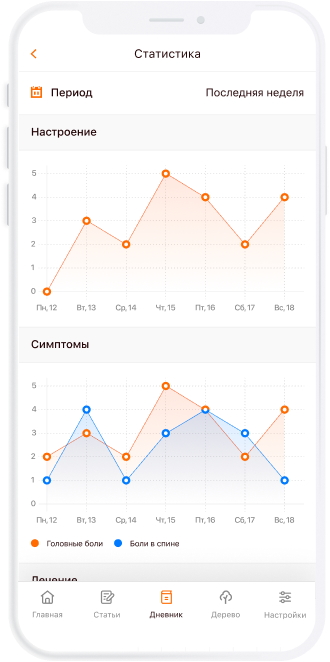 Статистика
Период Последняя неделя
Настроение
5
4
3
2
1
0
Пн, 12 Вт, 13 Ср, 14 Чт, 15 Пт, 16 Сб, 17 Вс, 18
Симптомы
5
4
3
2
1
0
Пн, 12 Вт, 13 Ср, 14 Чт, 15 Пт, 16 Сб, 17 Вс, 18
Головные боли Боли в спине
Лечение
Главная Статьи Дневник Дерево Настройки